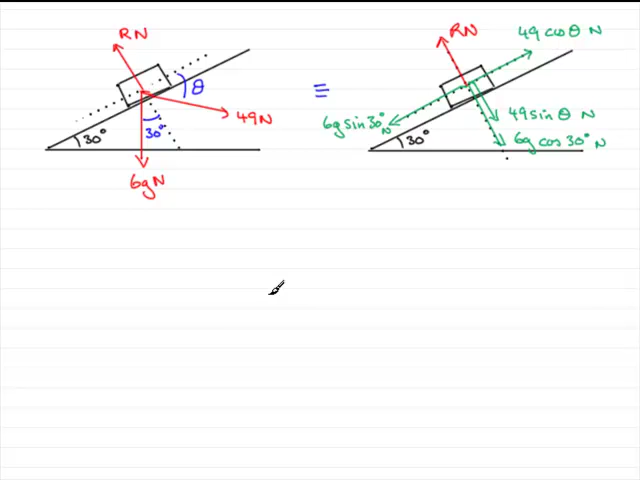 RN
θ
49N
30°
30°
6gN
≡
RN
49 cos θ N
6g sin 30° N
49 sin θ N
6g cos 30° N
30°